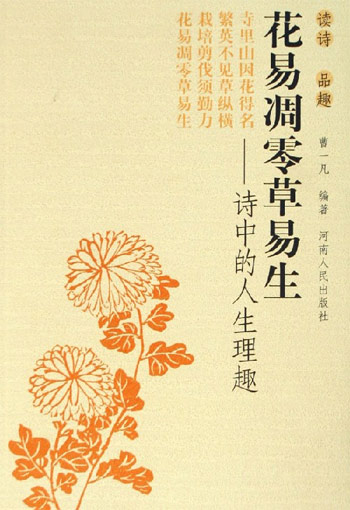 读诗 品趣
曹一凡 编著 河南人民出版社
花易凋零草易生
——诗中的人生理趣
寺里山因花得名
繁英不见草纵横
栽培剪伐须勤力
花易凋零草易生